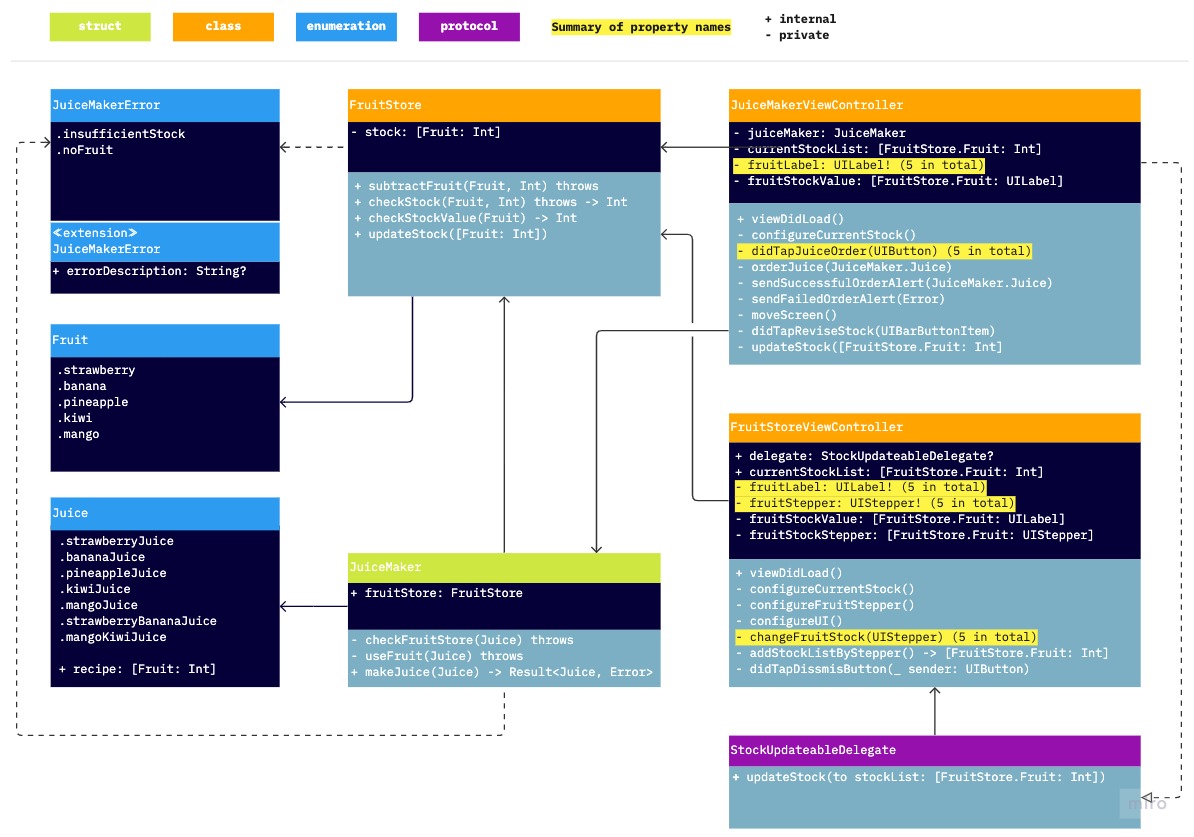 struct
class
enumeration
protocol
Summary of property names
+ internal
- private
JuiceMakerError
.insufficientStock
.noFruit
≪extension≫
JuiceMakerError
+ errorDescription: String?
Fruit
.strawberry
.banana
.pineapple
.kiwi
.mango
Juice
.strawberryJuice
.bananaJuice
.pineappleJuice
.kiwiJuice
.mangoJuice
.strawberryBananaJuice
.mangoKiwiJuice
+ recipe: [Fruit: Int]
FruitStore
- stock: [Fruit: Int]
+ subtractFruit(Fruit, Int) throws
+ checkStock(Fruit, Int) throws -> Int
+ checkStockValue(Fruit) -> Int
+ updateStock([Fruit: Int])
JuiceMaker
+ fruitStore: FruitStore
- checkFruitStore(Juice) throws
- useFruit(Juice) throws
+ makeJuice(Juice) -> Result<Juice, Error>
JuiceMakerViewController
- juiceMaker: JuiceMaker
- currentStockList: [FruitStore.Fruit: Int]
- fruitLabel: UILabel! (5 in total)
- fruitStockValue: [FruitStore.Fruit: UILabel]
+ viewDidLoad()
- configureCurrentStock()
- didTapJuiceOrder(UIButton) (5 in total)
- orderJuice(JuiceMaker.Juice)
- sendSuccessfulOrderAlert(JuiceMaker.Juice)
- sendFailedOrderAlert(Error)
- moveScreen()
- didTapReviseStock(UIBarButtonItem)
- updateStock([FruitStore.Fruit: Int]
FruitStoreViewController
+ delegate: StockUpdateableDelegate?
+ currentStockList: [FruitStore.Fruit: Int]
- fruitLabel: UILabel! (5 in total)
- fruitStepper: UIStepper! (5 in total)
- fruitStockValue: [FruitStore.Fruit: UILabel]
- fruitStockStepper: [FruitStore.Fruit: UIStepper]
+ viewDidLoad()
- configureCurrentStock()
- configureFruitStepper()
- configureUI()
- changeFruitStock(UIStepper) (5 in total)
- addStockListByStepper() -> [FruitStore.Fruit: Int]
- didTapDissmisButton(_ sender: UIButton)
StockUpdateableDelegate
+ updateStock(to stockList: [FruitStore.Fruit: Int])
miro